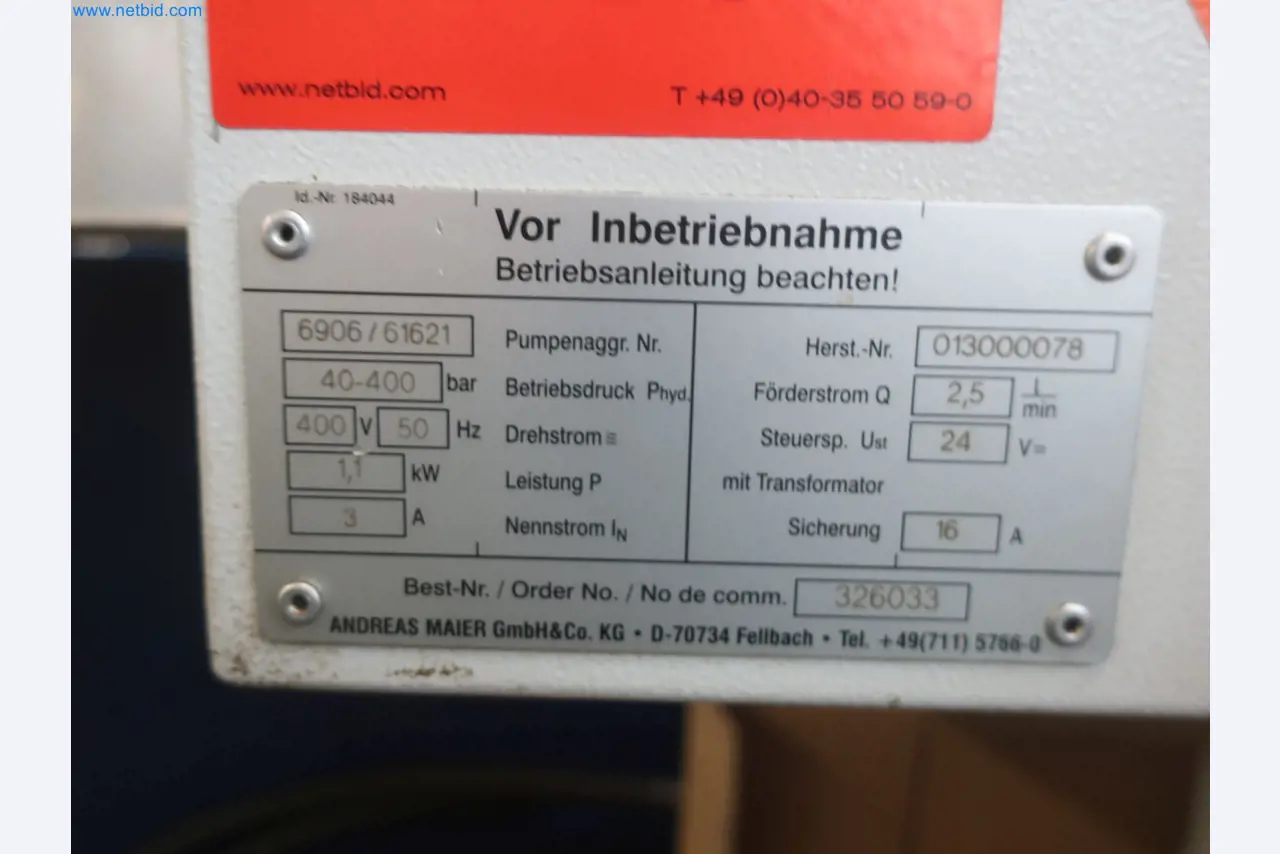 www.netbid.com
www.netbid.com T +49 (0)40-35 50 59-0
Id.-Nr. 184044
Vor Inbetriebnahme
Betriebsanleitung beachten!
6906/61621 Pumpenaggr. Nr.
40-400 bar Betriebsdruck Phyd.
400 V 50 Hz Drehstrom
1,1 kW Leistung P
3 A Nennstrom IN
Herst.-Nr. 013000078
Förderstrom Q 2,5 L/min
Steuersp. Ust 24 V=
mit Transformator
Sicherung 16 A
Best-Nr. / Order No. / No de comm. 326033
ANDREAS MAIER GmbH&Co. KG • D-70734 Fellbach • Tel. +49(711) 5766-0